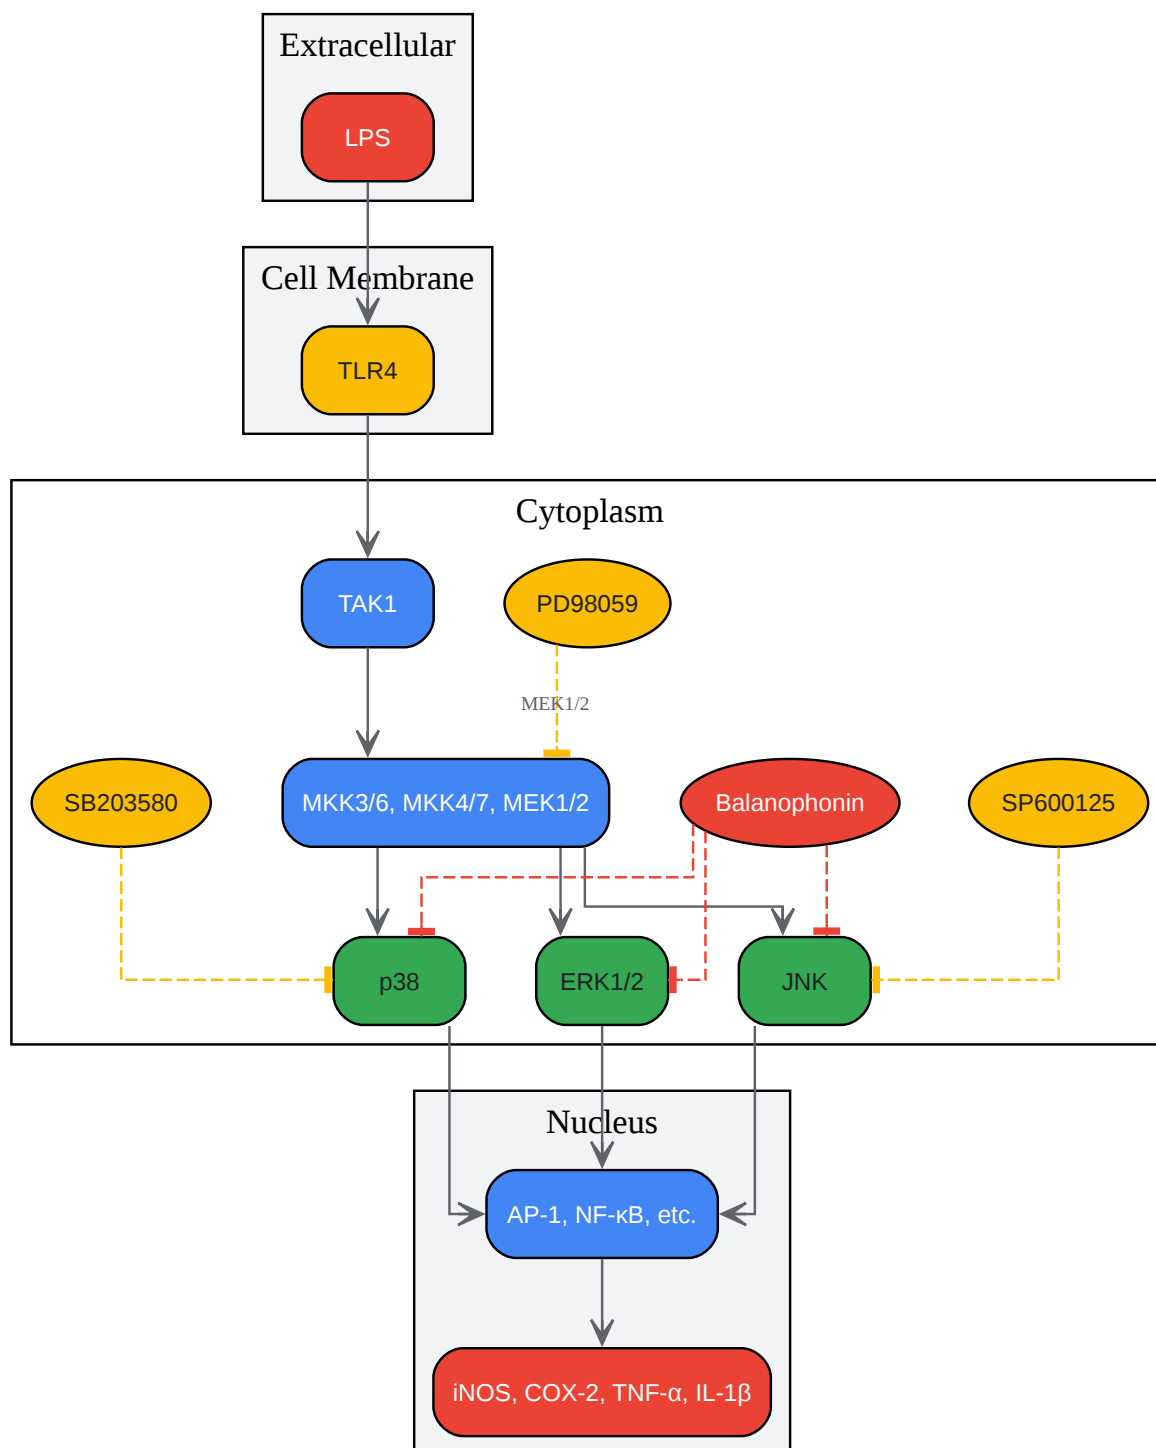 Extracellular
LPS
Cell Membrane
TLR4
Cytoplasm
TAK1
PD98059
MEK1/2
SB203580
MKK3/6, MKK4/7, MEK1/2
Balanophonin
SP600125
p38
ERK1/2
JNK
Nucleus
AP-1, NF-κB, etc.
iNOS, COX-2, TNF-α, IL-1β